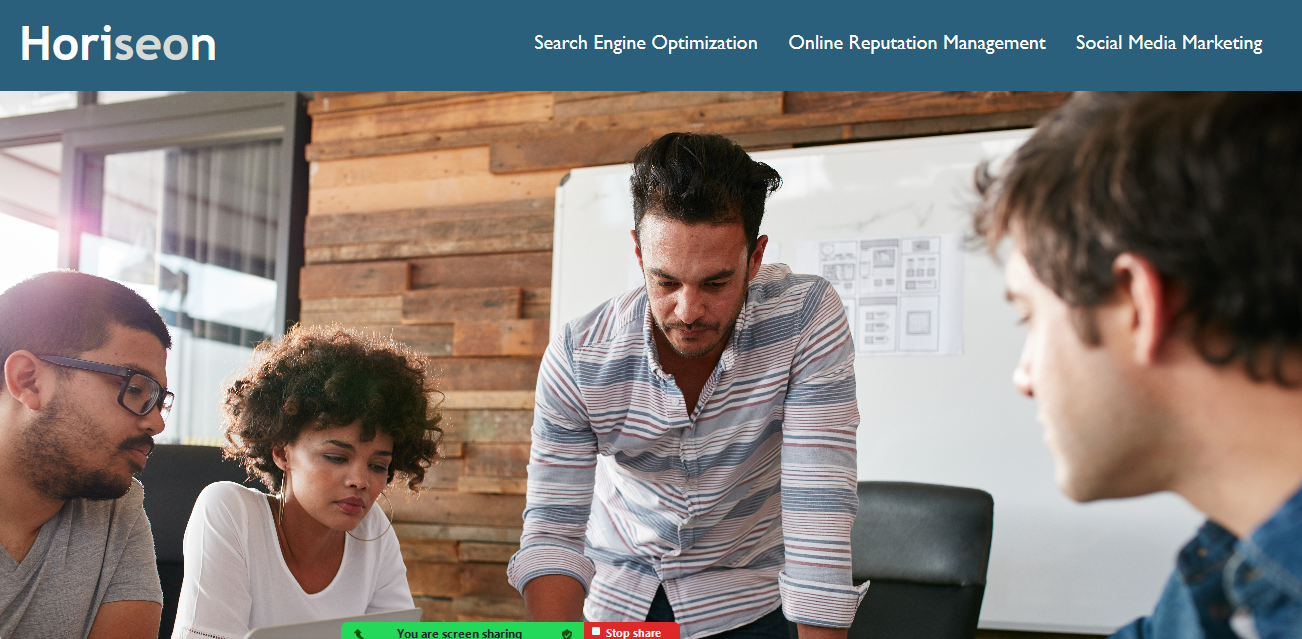 Horiseon
Search Engine Optimization
Online Reputation Management
Social Media Marketing
You are screen sharing
Stop share